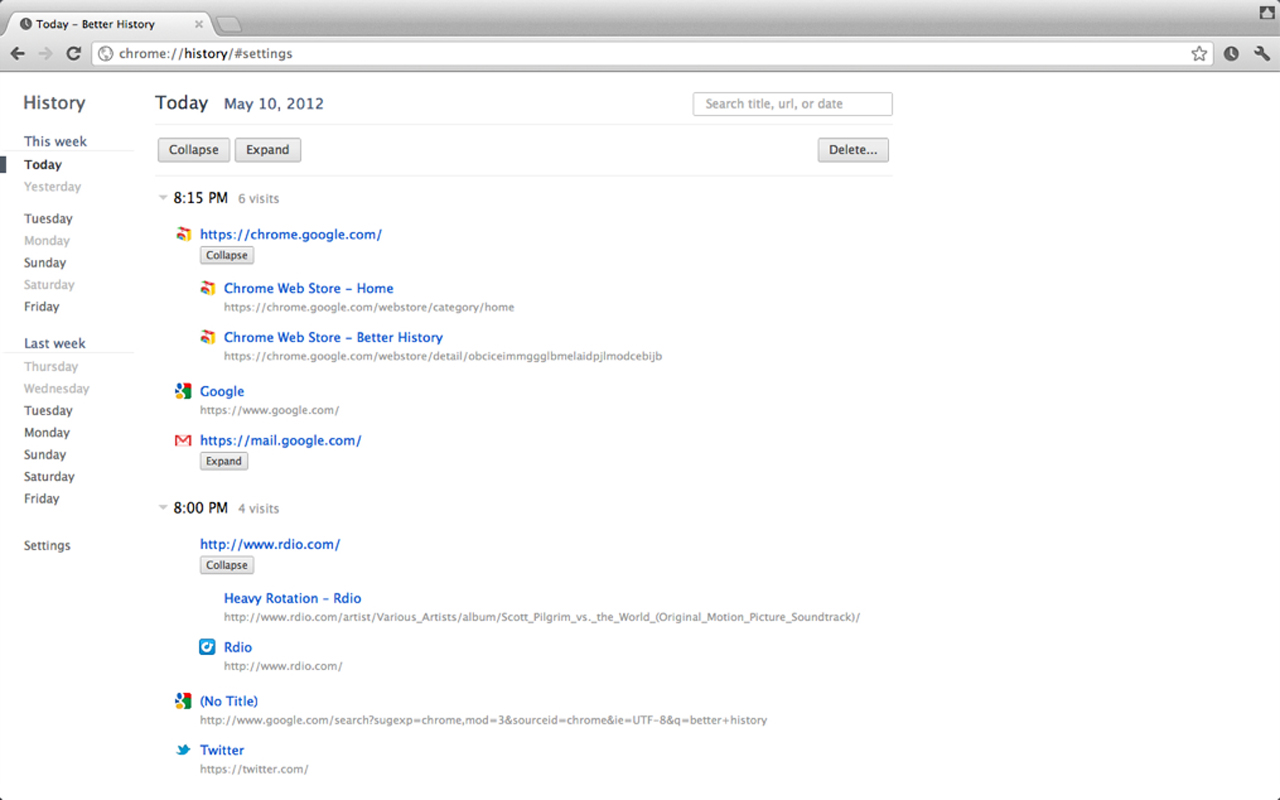 Today – Better History
chrome://history/#settings
History
This week
Today
Yesterday
Tuesday
Monday
Sunday
Saturday
Friday
Last week
Thursday
Wednesday
Tuesday
Monday
Sunday
Saturday
Friday
Settings
Today May 10, 2012
Search title, url, or date
Collapse Expand Delete...
8:15 PM 6 visits
https://chrome.google.com/
Collapse
Chrome Web Store – Home
https://chrome.google.com/webstore/category/home
Chrome Web Store – Better History
https://chrome.google.com/webstore/detail/obciceimmggglbmelaidpjlmodcebijb
Google
https://www.google.com/
https://mail.google.com/
Expand
8:00 PM 4 visits
http://www.rdio.com/
Collapse
Heavy Rotation – Rdio
http://www.rdio.com/artist/Various_Artists/album/Scott_Pilgrim_vs._the_World_(Original_Motion_Picture_Soundtrack)/
Rdio
http://www.rdio.com/
(No Title)
http://www.google.com/search?sugexp=chrome,mod=3&sourceid=chrome&ie=UTF-8&q=better+history
Twitter
https://twitter.com/